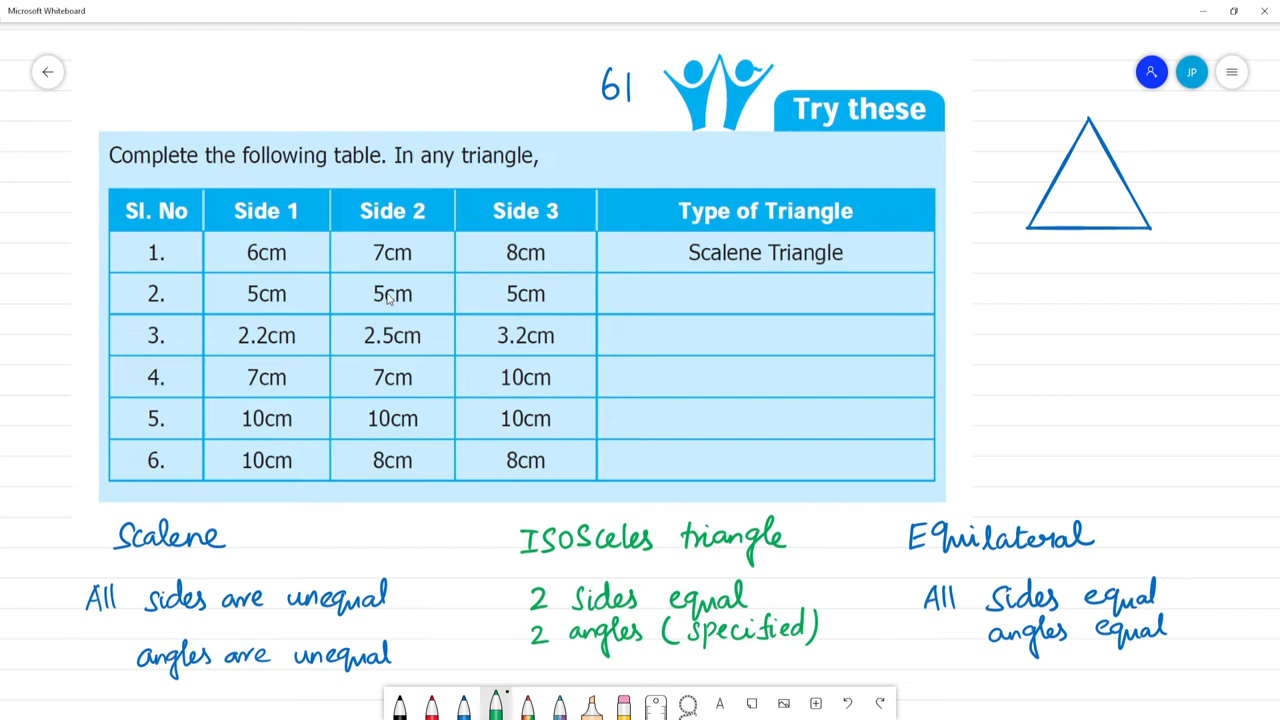 Microsoft Whiteboard
61
Try these
JP
Complete the following table. In any triangle,
Sl. No Side 1 Side 2 Side 3 Type of Triangle
1. 6cm 7cm 8cm Scalene Triangle
2. 5cm 5cm 5cm
3. 2.2cm 2.5cm 3.2cm
4. 7cm 7cm 10cm
5. 10cm 10cm 10cm
6. 10cm 8cm 8cm
Scalene
All sides are unequal
angles are unequal
ISOSceles triangle
2 sides equal
2 angles (specified)
Equilateral
All sides equal
angles equal
A